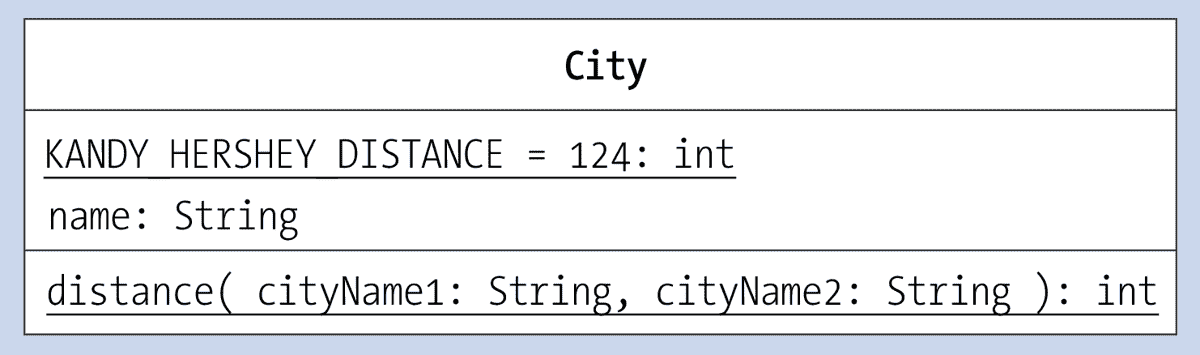 City
KANDY_HERSHEY_DISTANCE = 124: int
name: String
distance( cityName1: String, cityName2: String ): int